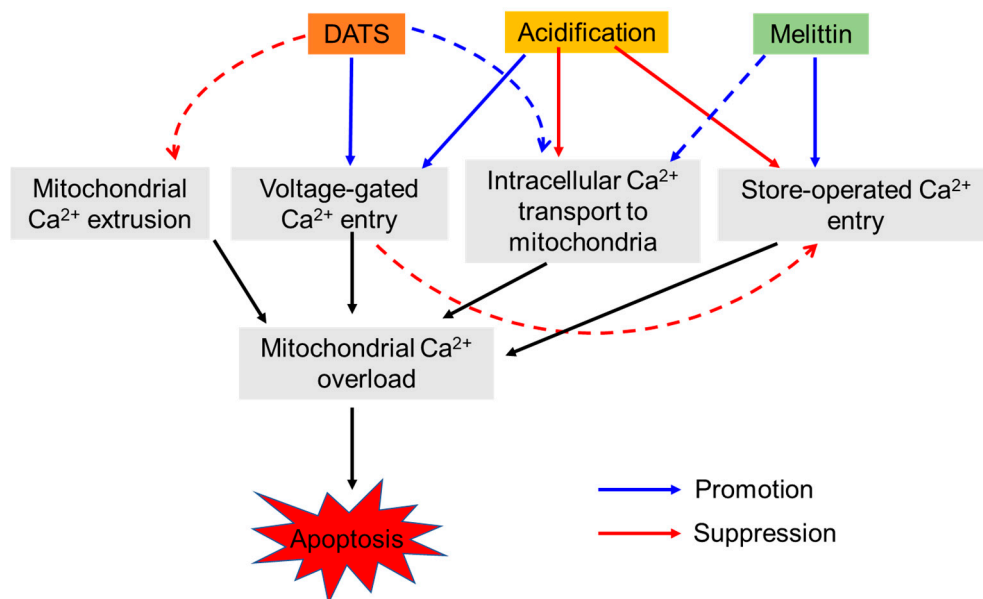 DATS
Acidification
Melittin
Mitochondrial
Ca²⁺ extrusion
Voltage-gated
Ca²⁺ entry
Intracellular Ca²⁺
transport to
mitochondria
Store-operated Ca²⁺
entry
Mitochondrial Ca²⁺
overload
Apoptosis
Promotion
Suppression